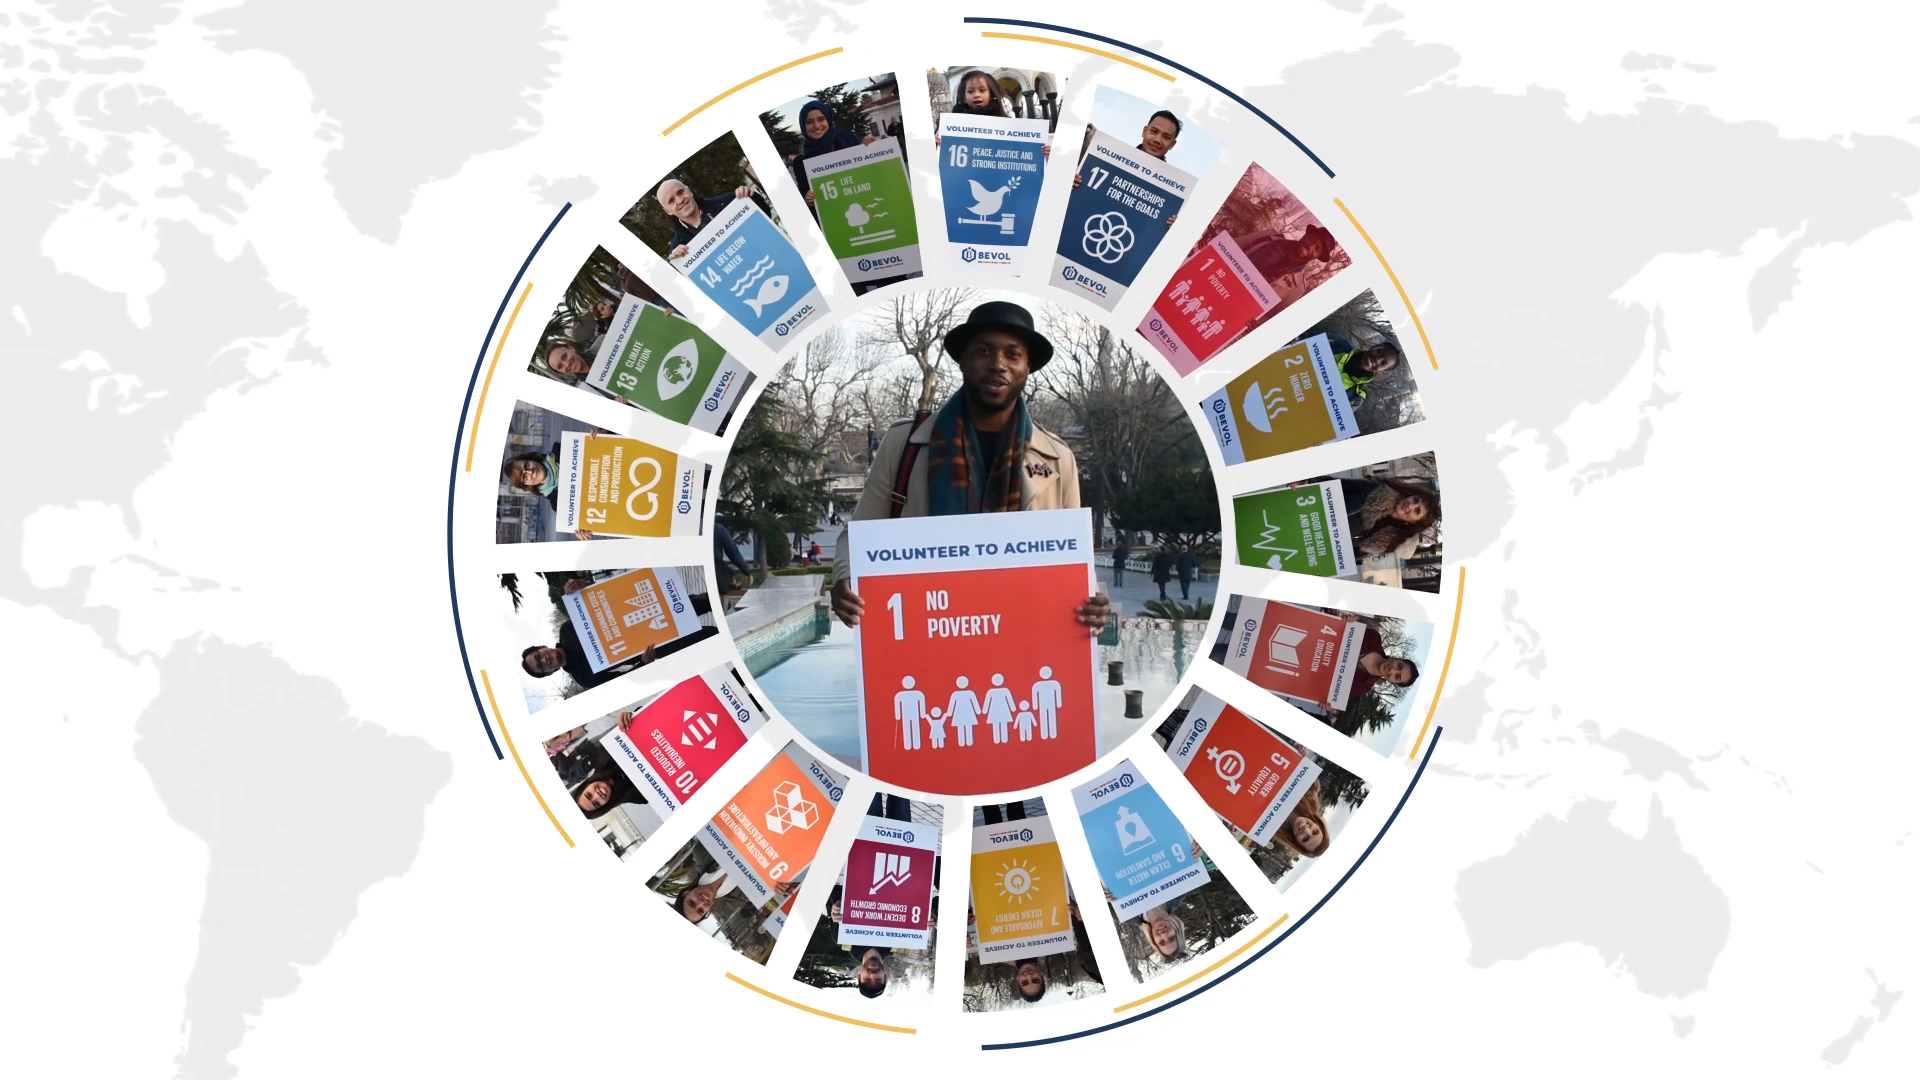 VOLUNTEER TO ACHIEVE
1 NO
POVERTY
VOLUNTEER TO ACHIEVE
16 PEACE, JUSTICE AND
STRONG INSTITUTIONS
BEVOL
VOLUNTEER TO ACHIEVE
17 PARTNERSHIPS
FOR THE GOALS
BEVOL
VOLUNTEER TO ACHIEVE
1 NO
POVERTY
BEVOL
VOLUNTEER TO ACHIEVE
2 ZERO
HUNGER
BEVOL
VOLUNTEER TO ACHIEVE
3 GOOD HEALTH
AND WELL-BEING
VOLUNTEER TO ACHIEVE
4 QUALITY
EDUCATION
BEVOL
VOLUNTEER TO ACHIEVE
5 GENDER
EQUALITY
BEVOL
VOLUNTEER TO ACHIEVE
6 CLEAN WATER
AND SANITATION
BEVOL
VOLUNTEER TO ACHIEVE
7 AFFORDABLE AND
CLEAN ENERGY
BEVOL
VOLUNTEER TO ACHIEVE
8 DECENT WORK AND
ECONOMIC GROWTH
BEVOL
VOLUNTEER TO ACHIEVE
9 INDUSTRY, INNOVATION
AND INFRASTRUCTURE
BEVOL
VOLUNTEER TO ACHIEVE
10 REDUCED
INEQUALITIES
BEVOL
VOLUNTEER TO ACHIEVE
11 SUSTAINABLE CITIES
AND COMMUNITIES
BEVOL
VOLUNTEER TO ACHIEVE
12 RESPONSIBLE
CONSUMPTION
AND PRODUCTION
BEVOL
VOLUNTEER TO ACHIEVE
13 CLIMATE
ACTION
BEVOL
VOLUNTEER TO ACHIEVE
14 LIFE BELOW
WATER
BEVOL
VOLUNTEER TO ACHIEVE
15 LIFE
ON LAND
BEVOL